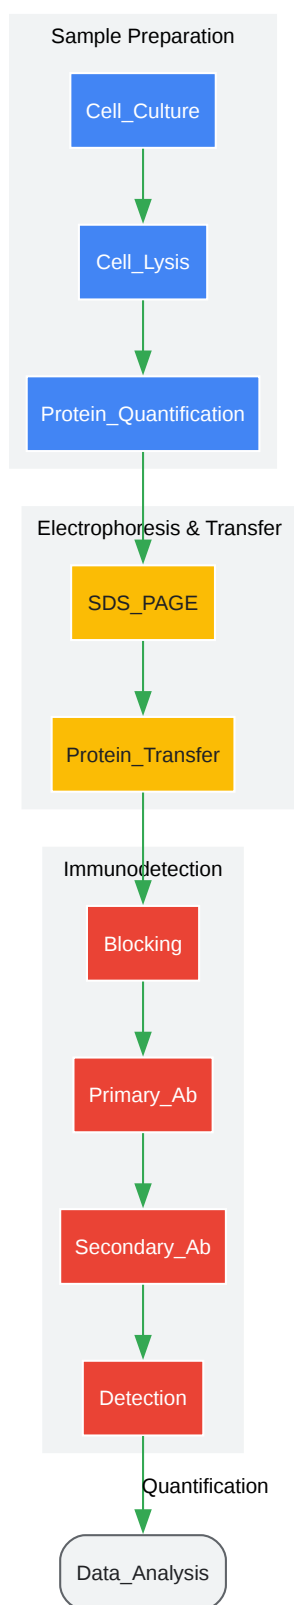 Sample Preparation
Cell_Culture
Cell_Lysis
Protein_Quantification
Electrophoresis & Transfer
SDS_PAGE
Protein_Transfer
Immunodetection
Blocking
Primary_Ab
Secondary_Ab
Detection
Quantification
Data_Analysis